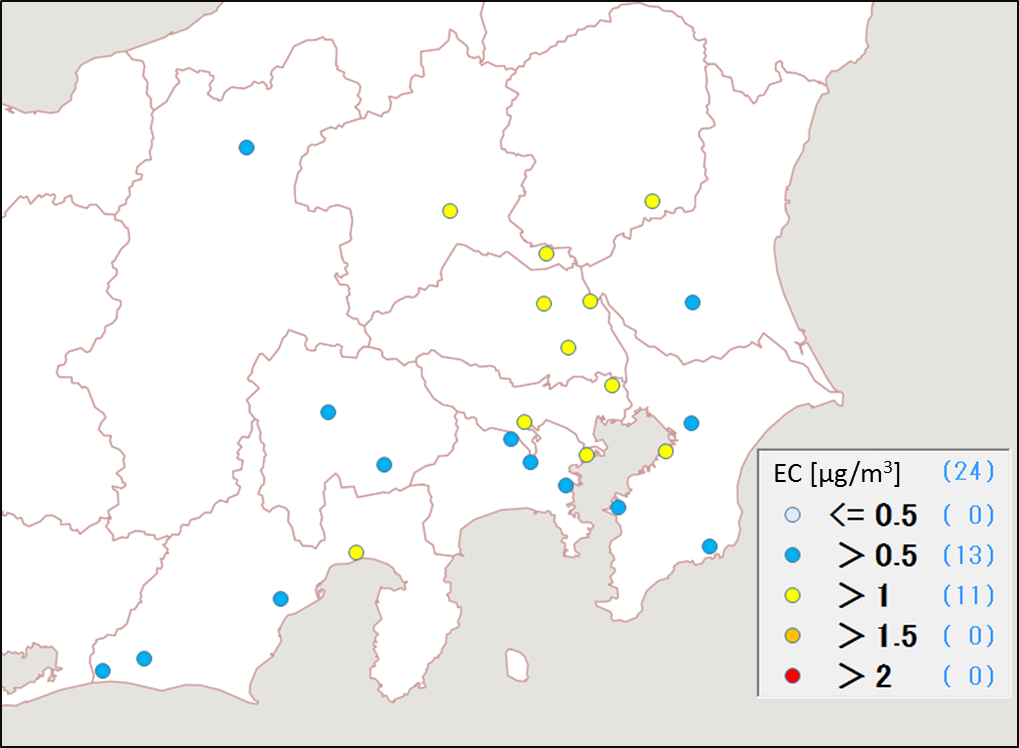 EC [µg/m³] (24)
<= 0.5 ( 0)
> 0.5 (13)
> 1 (11)
> 1.5 ( 0)
> 2 ( 0)